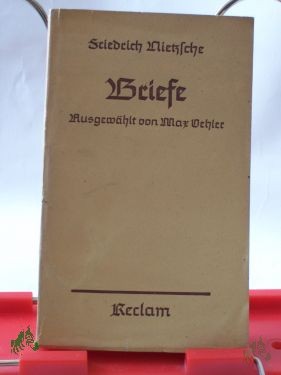 Friedrich Nietzsche
Briefe
Ausgewählt von Max Oehler
Reclam